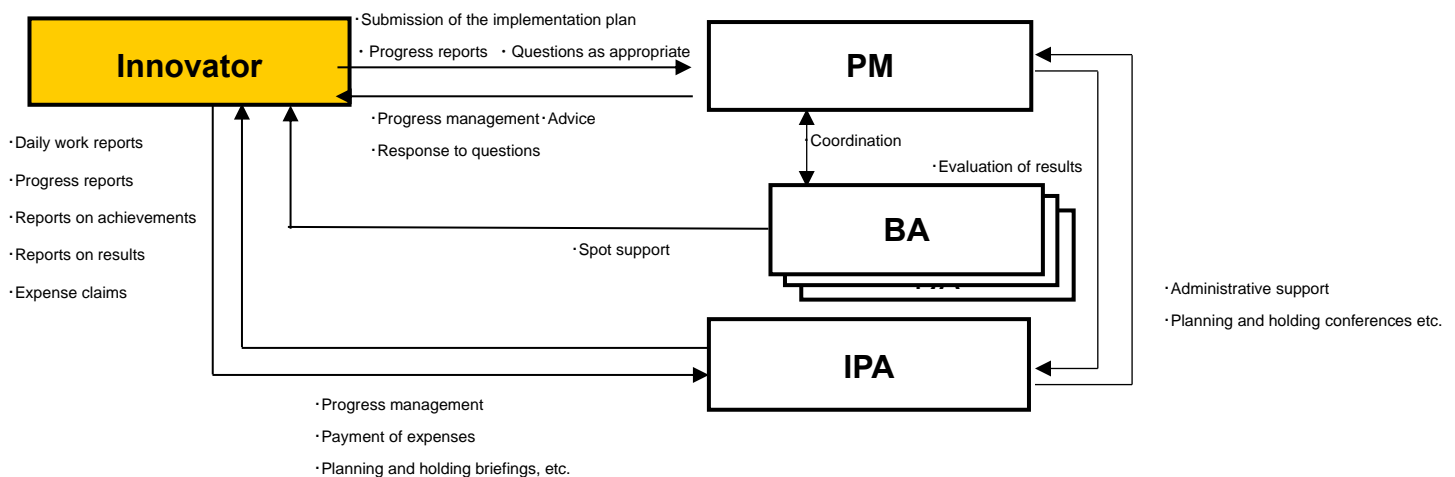 ·Submission of the implementation plan
· Progress reports · Questions as appropriate
Innovator
PM
·Progress management·Advice
·Response to questions
·Coordination
·Evaluation of results
·Daily work reports
·Progress reports
·Reports on achievements
·Reports on results
·Expense claims
BA
·Spot support
·Administrative support
·Planning and holding conferences etc.
IPA
·Progress management
·Payment of expenses
·Planning and holding briefings, etc.